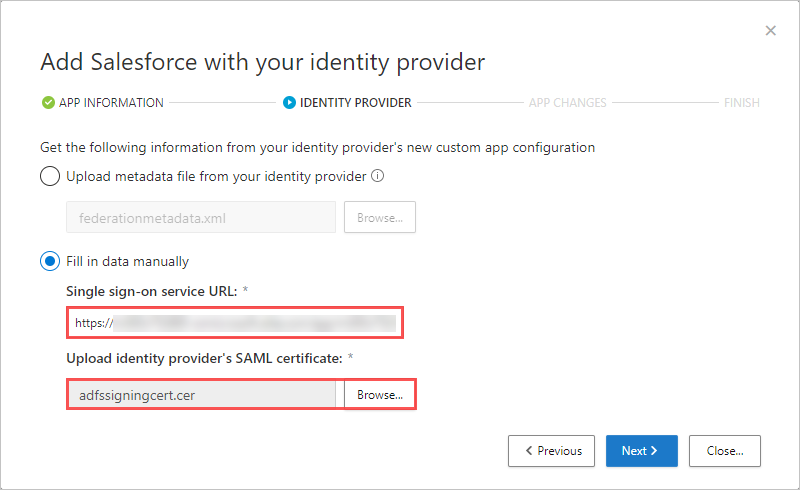 Add Salesforce with your identity provider
APP INFORMATION IDENTITY PROVIDER APP CHANGES FINISH
Get the following information from your identity provider's new custom app configuration
Upload metadata file from your identity provider
federationmetadata.xml Browse...
Fill in data manually
Single sign-on service URL: *
https://
Upload identity provider's SAML certificate: *
adfssigningcert.cer Browse...
Previous Next Close...